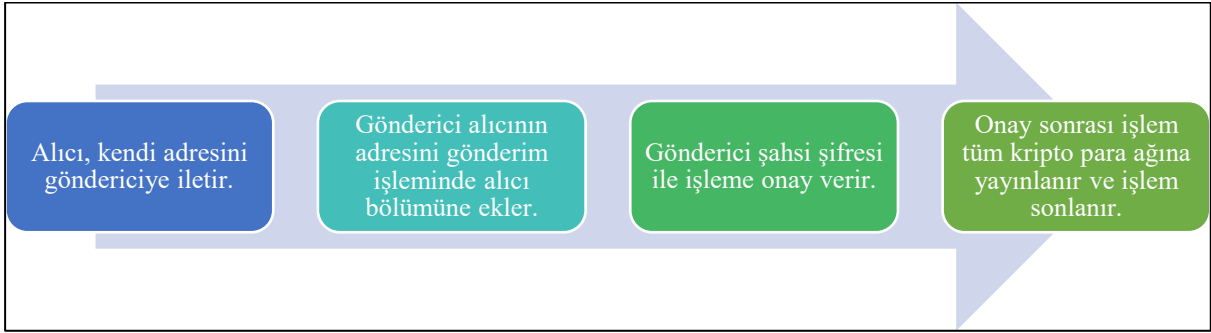 Alıcı, kendi adresini
göndericiye iletir.
Gönderici alıcının
adresini gönderim
işleminde alıcı
bölümüne ekler.
Gönderici şahsi şifresi
ile işleme onay verir.
Onay sonrası işlem
tüm kripto para ağına
yayınlanır ve işlem
sonlanır.